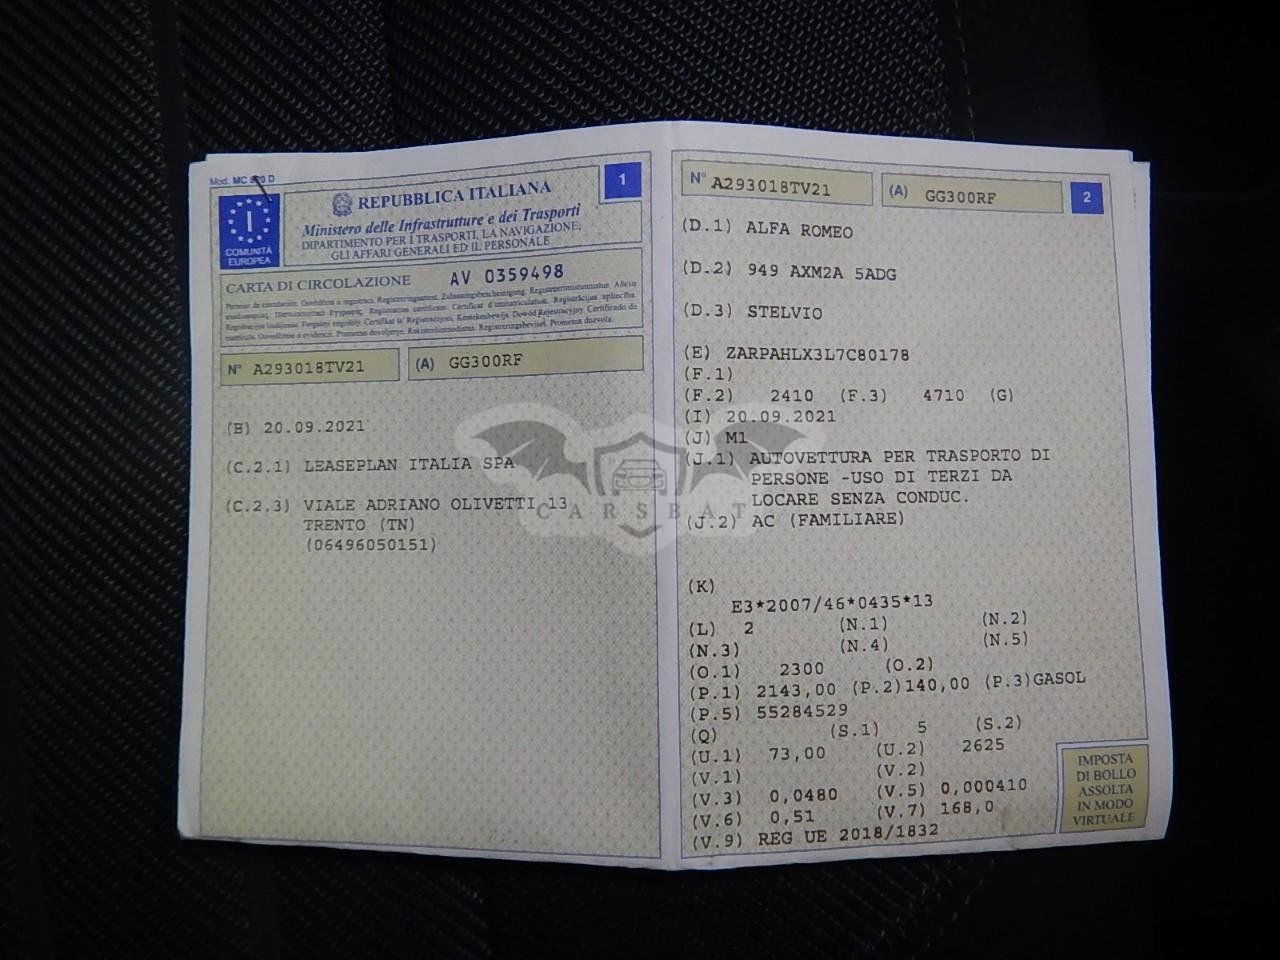 Mod. MC 820 D
I
COMUNITÀ
EUROPEA
REPUBBLICA ITALIANA
Ministero delle Infrastrutture e dei Trasporti
DIPARTIMENTO PER I TRASPORTI, LA NAVIGAZIONE,
GLI AFFARI GENERALI ED IL PERSONALE
1
CARTA DI CIRCOLAZIONE AV 0359498
N° A293018TV21 (A) GG300RF
(B) 20.09.2021
(C.2.1) LEASEPLAN ITALIA SPA
(C.2.3) VIALE ADRIANO OLIVETTI 13
TRENTO (TN)
(06496050151)
N° A293018TV21 (A) GG300RF 2
(D.1) ALFA ROMEO
(D.2) 949 AXM2A 5ADG
(D.3) STELVIO
(E) ZARPAHLX3L7C80178
(F.1)
(F.2) 2410 (F.3) 4710 (G)
(I) 20.09.2021
(J) M1
(J.1) AUTOVETTURA PER TRASPORTO DI
PERSONE -USO DI TERZI DA
LOCARE SENZA CONDUC.
(J.2) AC (FAMILIARE)
(K)
E3*2007/46*0435*13
(L) 2 (N.1) (N.2)
(N.3) (N.4) (N.5)
(O.1) 2300 (O.2)
(P.1) 2143,00 (P.2)140,00 (P.3)GASOL
(P.5) 55284529
(Q) (S.1) 5 (S.2)
(U.1) 73,00 (U.2) 2625
(V.1) (V.2)
(V.3) 0,0480 (V.5) 0,000410
(V.6) 0,51 (V.7) 168,0
(V.9) REG UE 2018/1832
IMPOSTA
DI BOLLO
ASSOLTA
IN MODO
VIRTUALE
CARSBAT